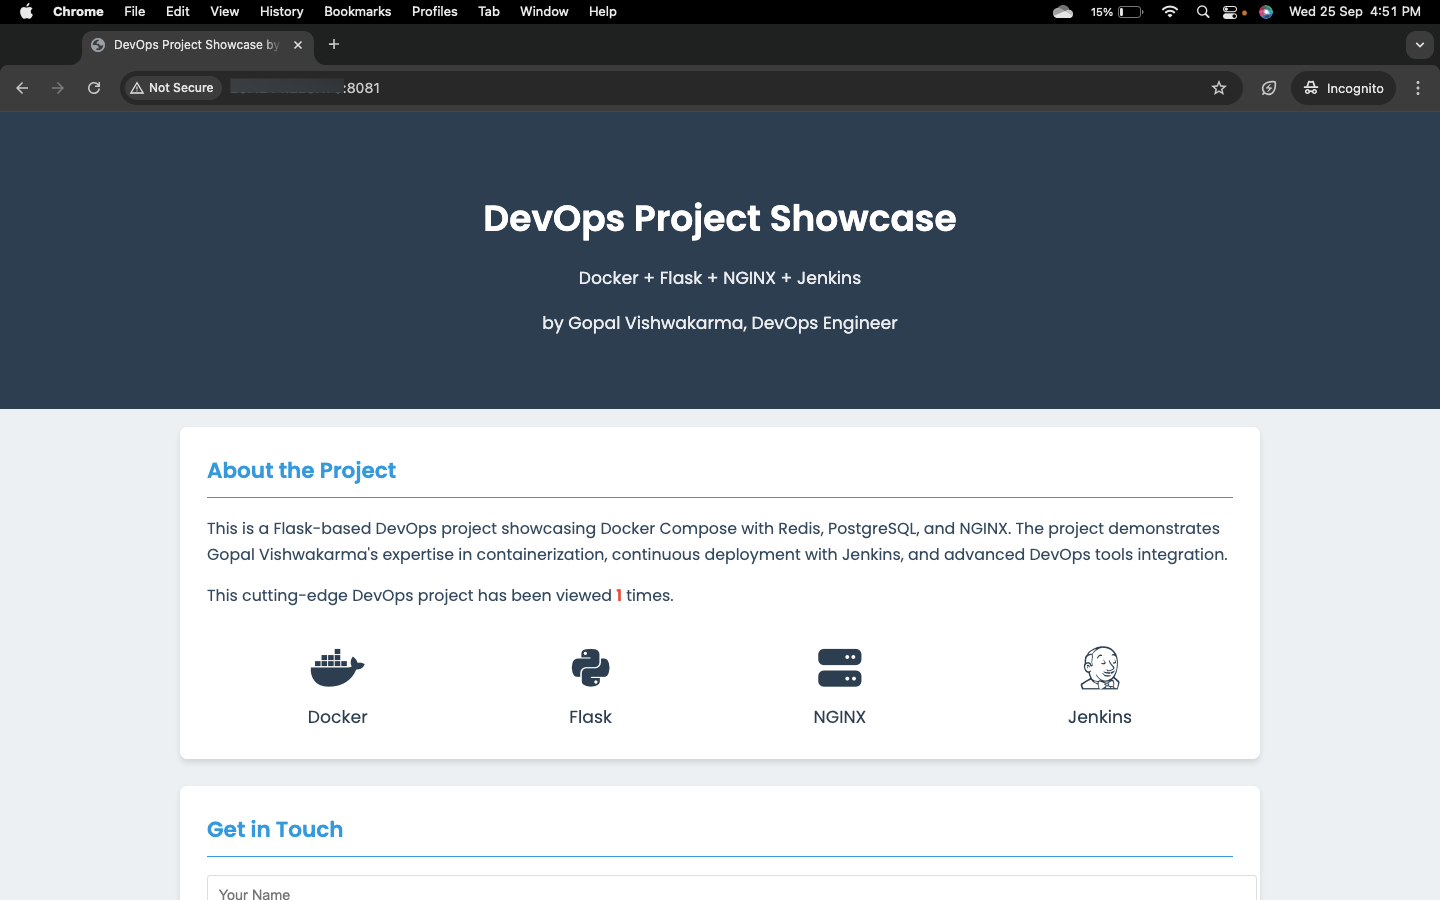 Chrome File Edit View History Bookmarks Profiles Tab Window Help 15% Wed 25 Sep 4:51 PM
DevOps Project Showcase by
Not Secure :8081 Incognito
DevOps Project Showcase
Docker + Flask + NGINX + Jenkins
by Gopal Vishwakarma, DevOps Engineer
About the Project
This is a Flask-based DevOps project showcasing Docker Compose with Redis, PostgreSQL, and NGINX. The project demonstrates
Gopal Vishwakarma's expertise in containerization, continuous deployment with Jenkins, and advanced DevOps tools integration.
This cutting-edge DevOps project has been viewed 1 times.
Docker Flask NGINX Jenkins
Get in Touch
Your Name